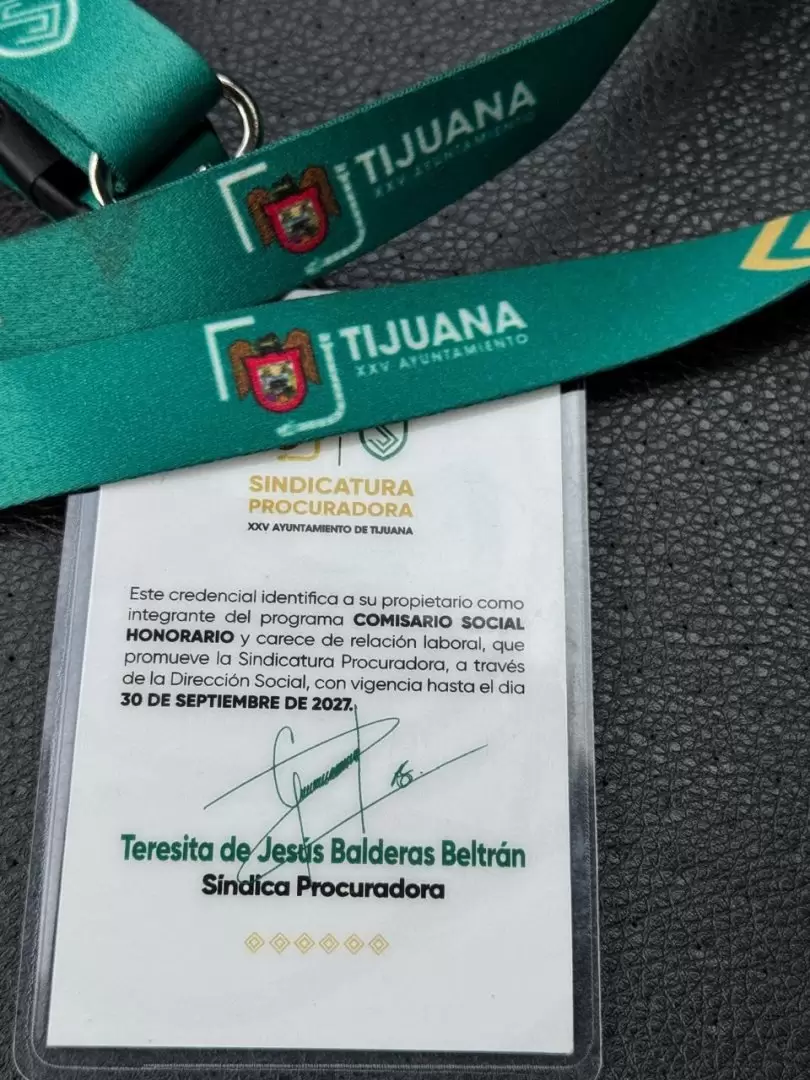 TIJUANA
XXV AYUNTAMIENTO
TIJUANA
XXV AYUNTAMIENTO
SINDICATURA
PROCURADORA
XXV AYUNTAMIENTO DE TIJUANA
Este credencial identifica a su propietario como
integrante del programa COMISARIO SOCIAL
HONORARIO y carece de relación laboral, que
promueve la Sindicatura Procuradora, a través
de la Dirección Social, con vigencia hasta el dia
30 DE SEPTIEMBRE DE 2027.
Teresita de Jesús Balderas Beltrán
Síndica Procuradora